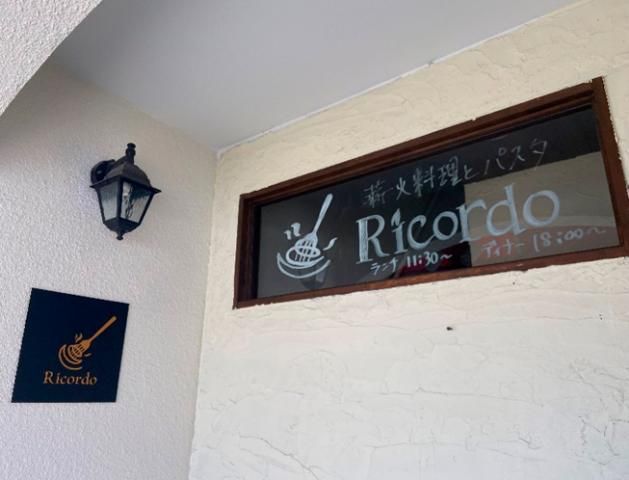 薪火料理とパスタ
Ricordo
ランチ 11:30〜
ディナー 18:00〜
Ricordo